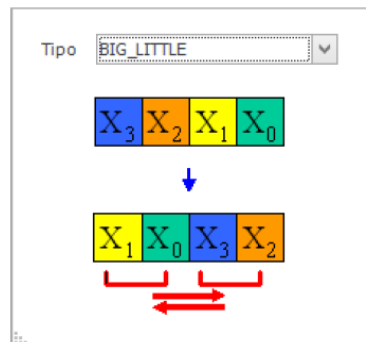 Tipo BIG_LITTLE
X₃ X₂ X₁ X₀
X₁ X₀ X₃ X₂